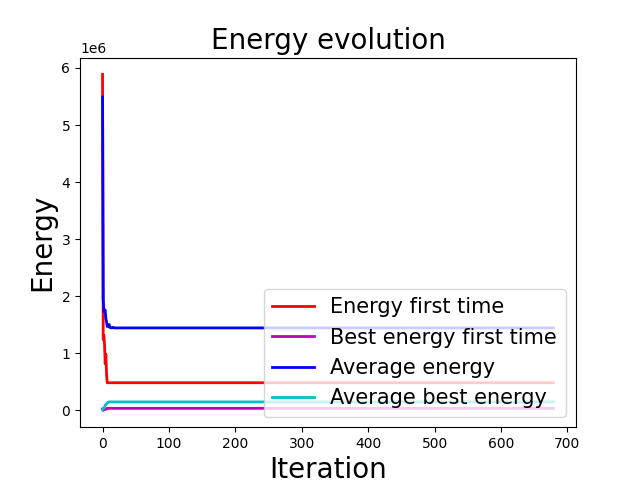 Energy evolution
1e6
6
5
4
3
2
1
0
Energy
Energy first time
Best energy first time
Average energy
Average best energy
0 100 200 300 400 500 600 700
Iteration